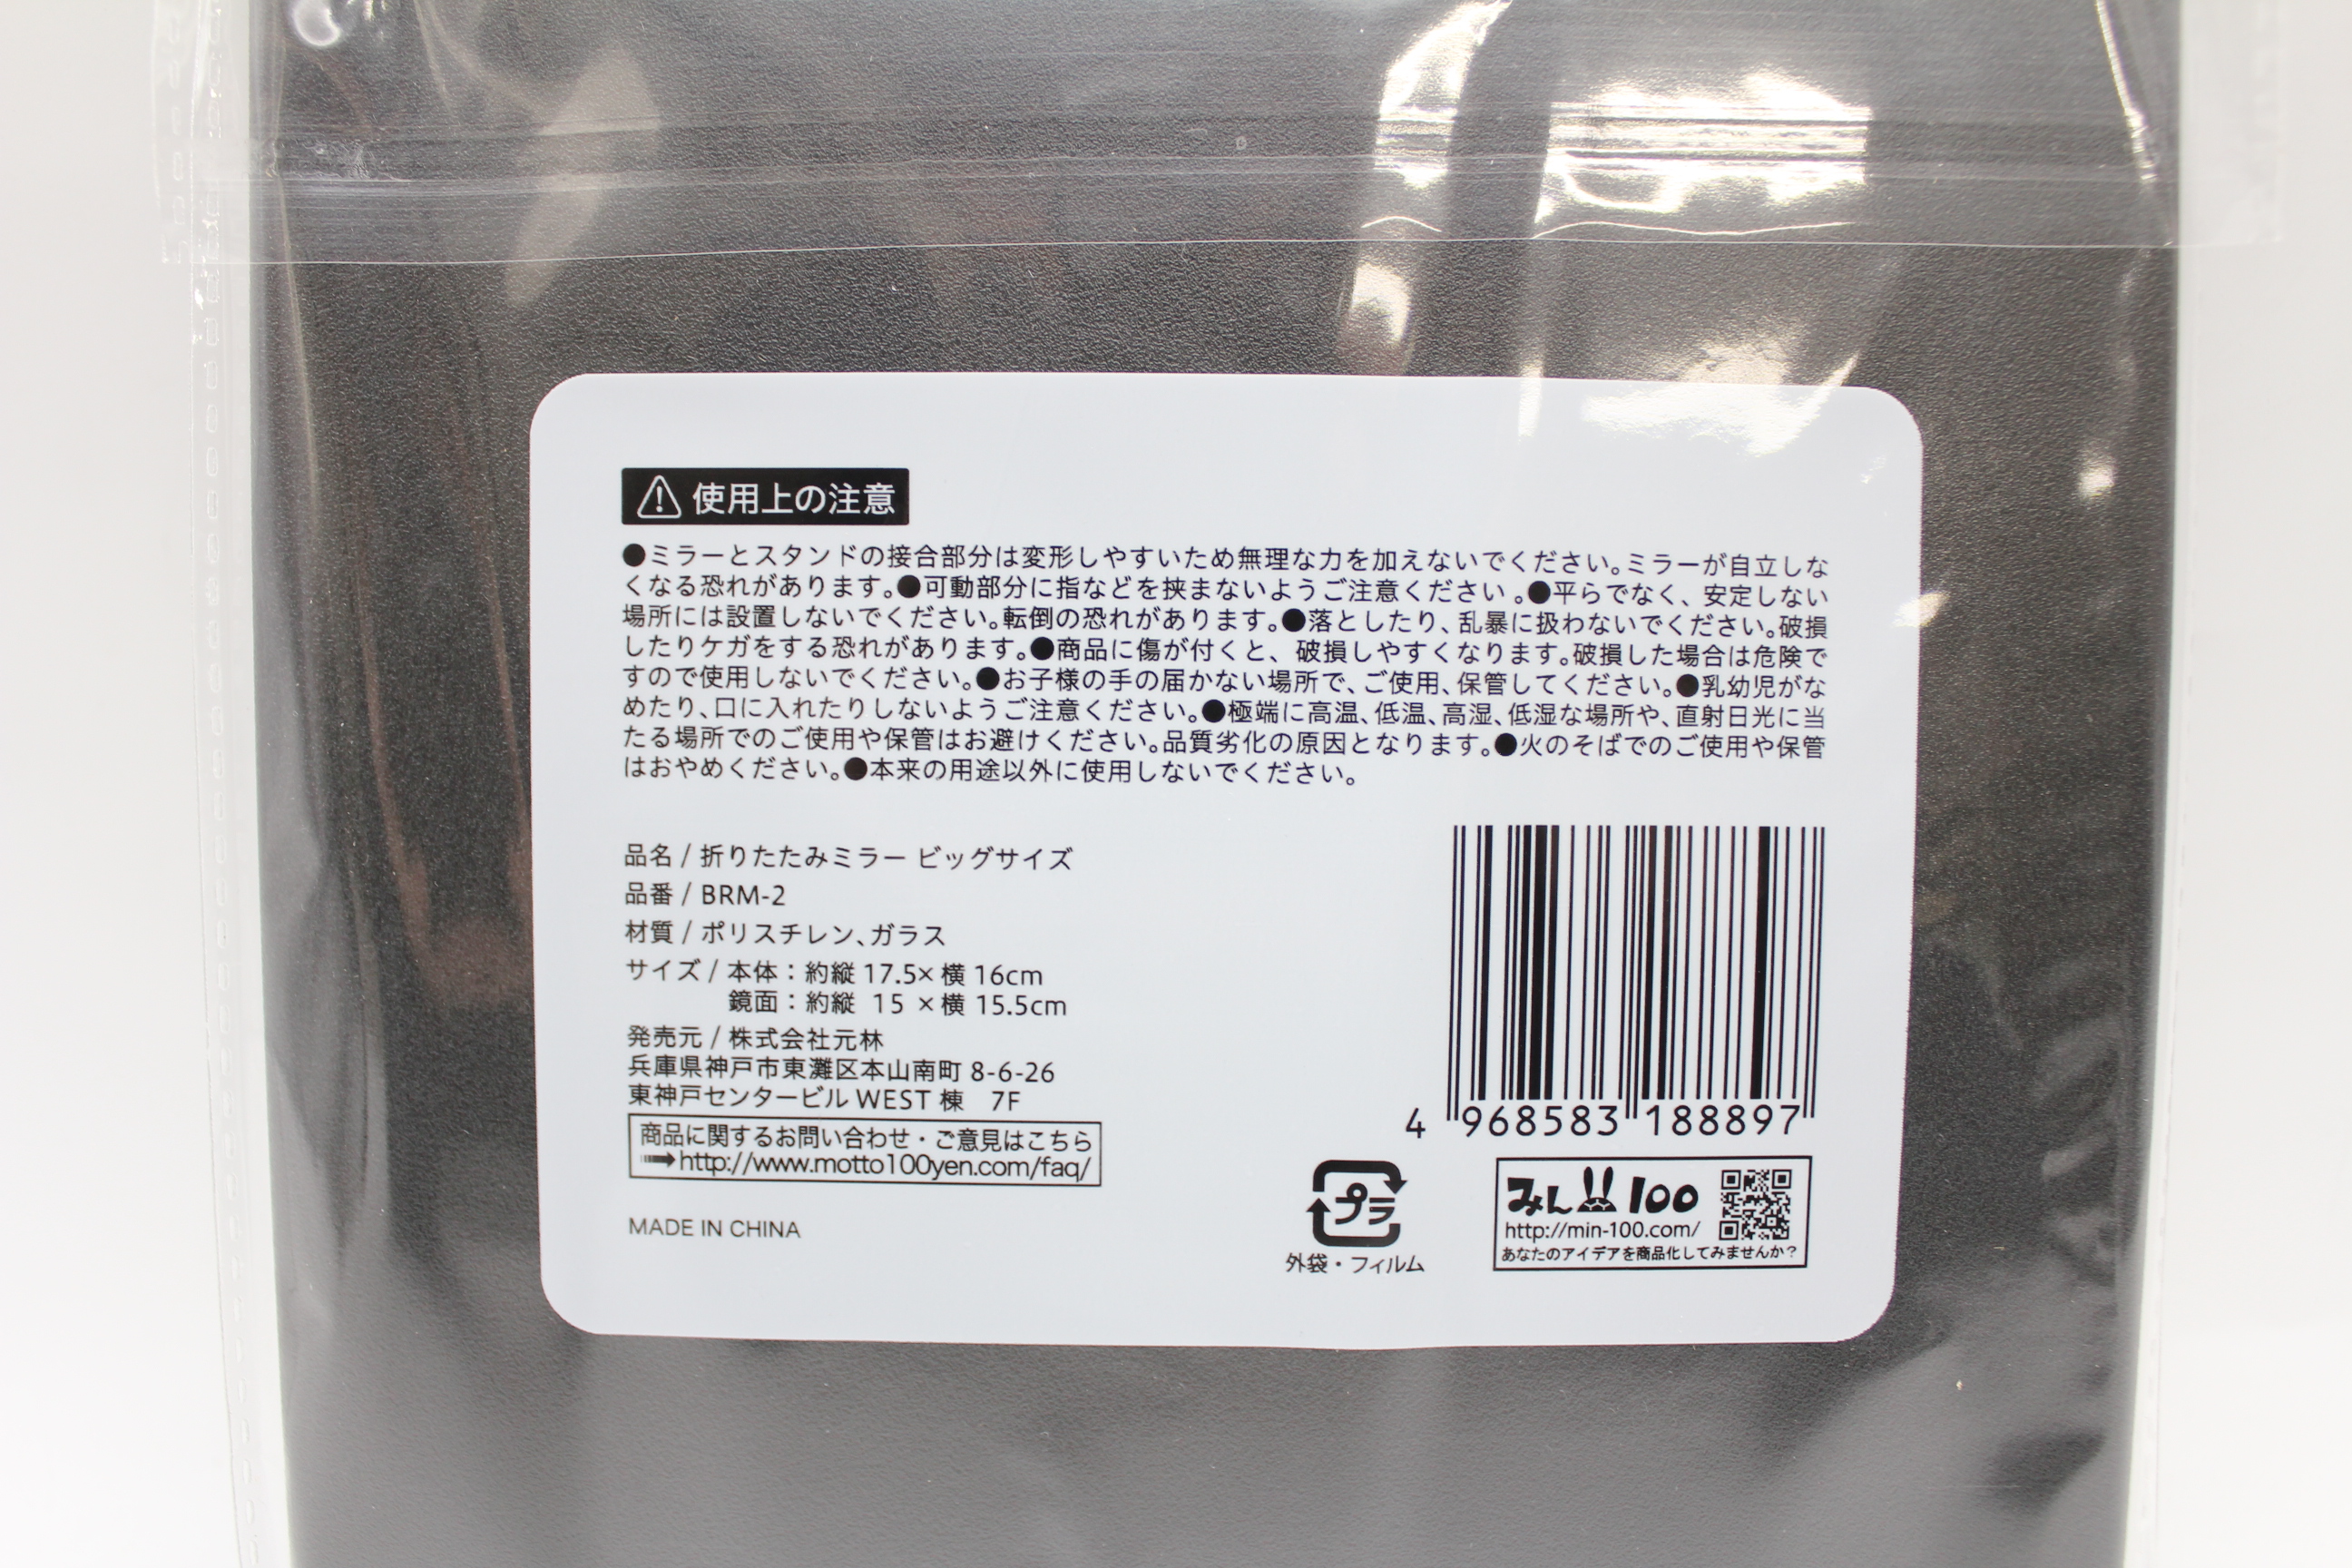 使用上の注意
●ミラーとスタンドの接合部分は変形しやすいため無理な力を加えないでください。ミラーが自立しな
くなる恐れがあります。●可動部分に指などを挟まないようご注意ください。●平らでなく、安定しない
場所には設置しないでください。転倒の恐れがあります。●落としたり、乱暴に扱わないでください。破損
したりケガをする恐れがあります。●商品に傷が付くと、破損しやすくなります。破損した場合は危険で
すので使用しないでください。●お子様の手の届かない場所で、ご使用、保管してください。●乳幼児がな
めたり、口に入れたりしないようご注意ください。●極端に高温、低温、高湿、低湿な場所や、直射日光に当
たる場所でのご使用や保管はお避けください。品質劣化の原因となります。●火のそばでのご使用や保管
はおやめください。●本来の用途以外に使用しないでください。
品名 / 折りたたみミラー ビッグサイズ
品番 / BRM-2
材質 / ポリスチレン、ガラス
サイズ / 本体：約縦 17.5× 横 16cm
鏡面：約縦 15 ×横 15.5cm
発売元 / 株式会社元林
兵庫県神戸市東灘区本山南町 8-6-26
東神戸センタービル WEST 棟 7F
商品に関するお問い合わせ・ご意見はこちら
➡http://www.motto100yen.com/faq/
MADE IN CHINA
4 968583 188897
プラ
外袋・フィルム
みん100
http://min-100.com/
あなたのアイデアを商品化してみませんか？